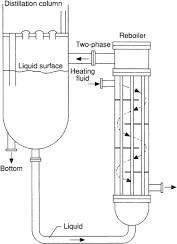 Distillation column
Reboiler
Two-phase
Liquid surface
Heating
fluid
Bottom
Liquid